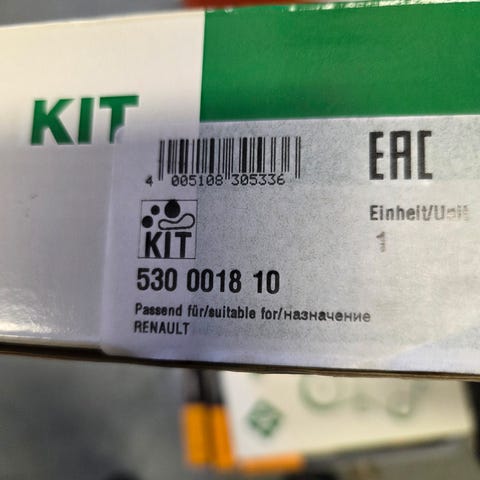 KIT
EAC
4 005108 305336
Einheit/Unit
1
KIT
530 0018 10
Passend für/suitable for/назначение
RENAULT